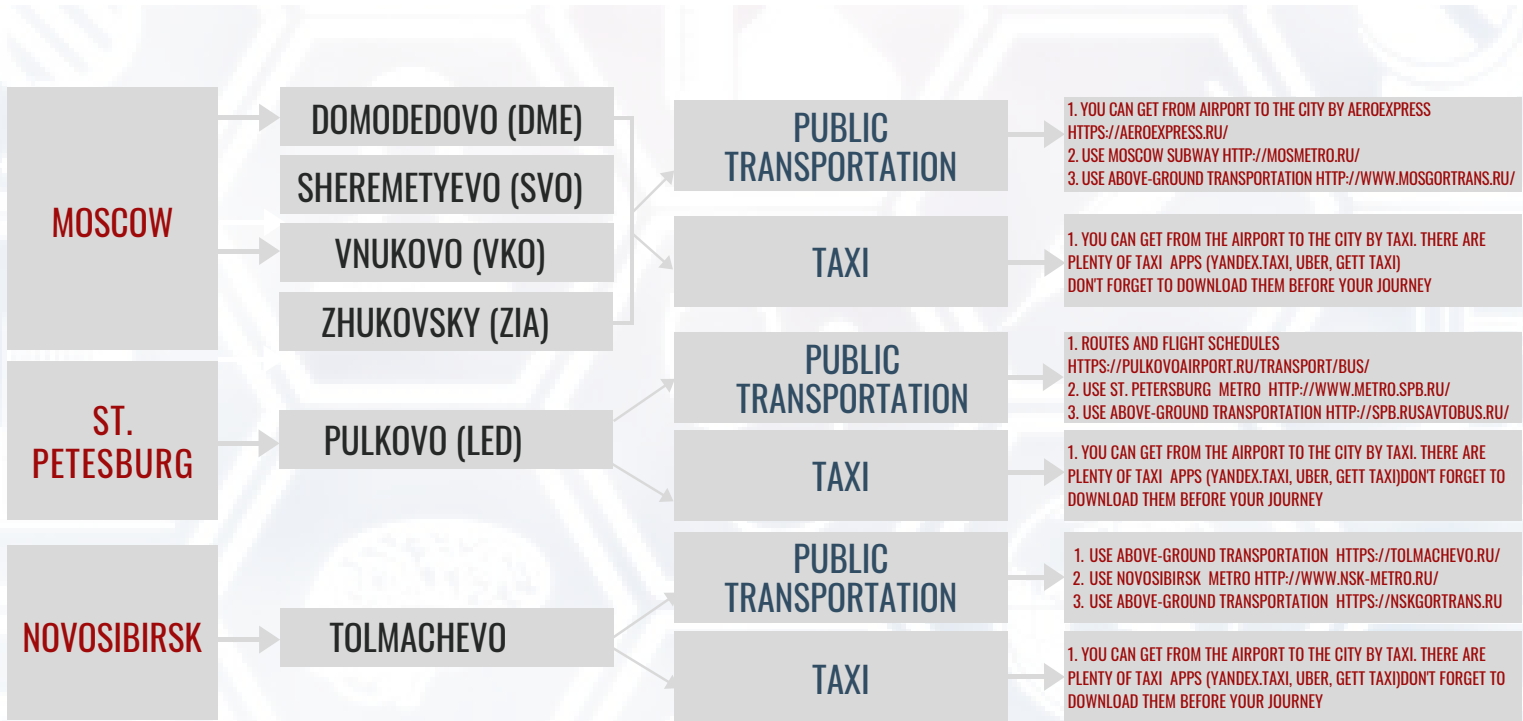 MOSCOW
DOMODEDOVO (DME)
SHEREMETYEVO (SVO)
VNUKOVO (VKO)
ZHUKOVSKY (ZIA)
PUBLIC
TRANSPORTATION
1. YOU CAN GET FROM AIRPORT TO THE CITY BY AEROEXPRESS
HTTPS://AEROEXPRESS.RU/
2. USE MOSCOW SUBWAY HTTP://MOSMETRO.RU/
3. USE ABOVE-GROUND TRANSPORTATION HTTP://WWW.MOSGORTRANS.RU/
TAXI
1. YOU CAN GET FROM THE AIRPORT TO THE CITY BY TAXI. THERE ARE
PLENTY OF TAXI APPS (YANDEX.TAXI, UBER, GETT TAXI)
DON'T FORGET TO DOWNLOAD THEM BEFORE YOUR JOURNEY
ST.
PETESBURG
PULKOVO (LED)
PUBLIC
TRANSPORTATION
1. ROUTES AND FLIGHT SCHEDULES
HTTPS://PULKOVOAIRPORT.RU/TRANSPORT/BUS/
2. USE ST. PETERSBURG METRO HTTP://WWW.METRO.SPB.RU/
3. USE ABOVE-GROUND TRANSPORTATION HTTP://SPB.RUSAVTOBUS.RU/
TAXI
1. YOU CAN GET FROM THE AIRPORT TO THE CITY BY TAXI. THERE ARE
PLENTY OF TAXI APPS (YANDEX.TAXI, UBER, GETT TAXI)DON'T FORGET TO
DOWNLOAD THEM BEFORE YOUR JOURNEY
NOVOSIBIRSK
TOLMACHEVO
PUBLIC
TRANSPORTATION
1. USE ABOVE-GROUND TRANSPORTATION HTTPS://TOLMACHEVO.RU/
2. USE NOVOSIBIRSK METRO HTTP://WWW.NSK-METRO.RU/
3. USE ABOVE-GROUND TRANSPORTATION HTTPS://NSKGORTRANS.RU
TAXI
1. YOU CAN GET FROM THE AIRPORT TO THE CITY BY TAXI. THERE ARE
PLENTY OF TAXI APPS (YANDEX.TAXI, UBER, GETT TAXI)DON'T FORGET TO
DOWNLOAD THEM BEFORE YOUR JOURNEY